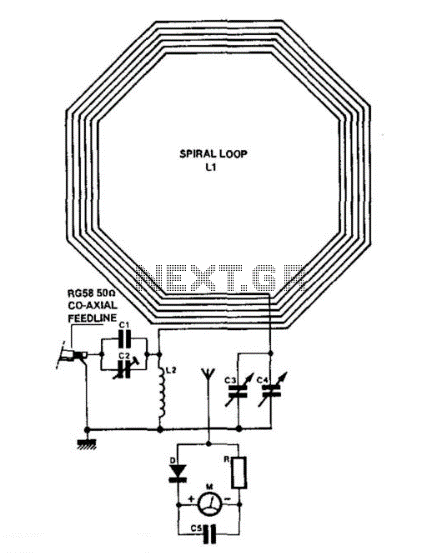 SPIRAL LOOP
L1
NEXT.GR
RG58 50Ω
CO-AXIAL
FEEDLINE
C1
C2
L2
C3
C4
D
R
M
+
−
C5